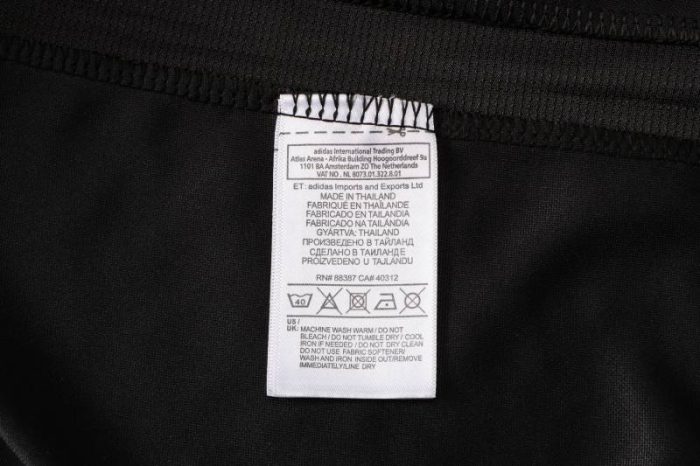 adidas International Trading BV
Atlas Arena - Afrika Building Hoogoorddreef 9a
1101 BA Amsterdam ZO The Netherlands
VAT NO . NL 8073.01.322.B.01
ET: adidas Imports and Exports Ltd
MADE IN THAILAND
FABRIQUÉ EN THAÏLANDE
FABRICADO EN TAILANDIA
FABRICADO NA TAILÂNDIA
GYÁRTVA: THAILAND
ПРОИЗВЕДЕНО В ТАЙЛАНД
СДЕЛАНО В ТАИЛАНДЕ
PROIZVEDENO U TAJLANDU
RN# 88387 CA# 40312
40
US /
UK: MACHINE WASH WARM / DO NOT
BLEACH / DO NOT TUMBLE DRY / COOL
IRON IF NEEDED / DO NOT DRY CLEAN
DO NOT USE FABRIC SOFTENER/
WASH AND IRON INSIDE OUT/REMOVE
IMMEDIATELY/LINE DRY